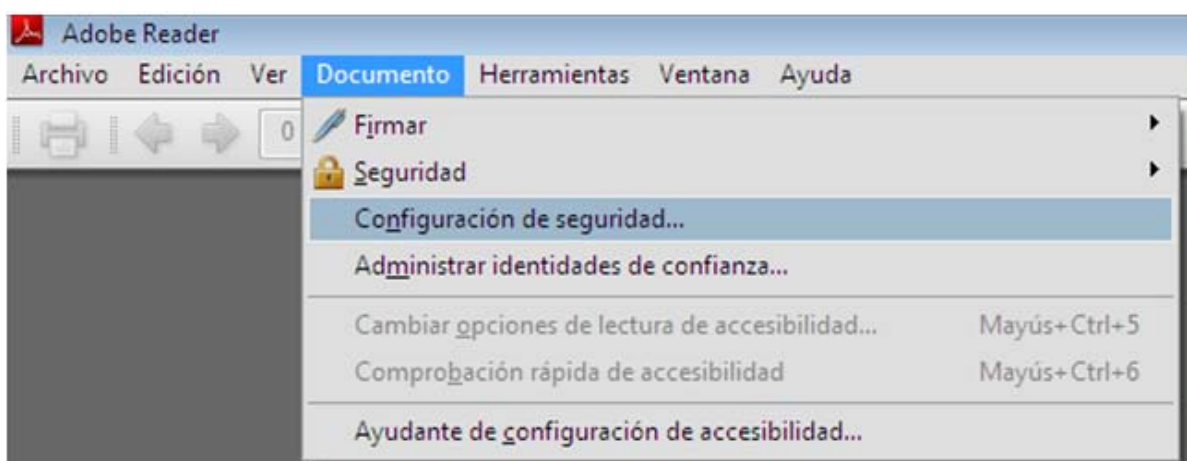 Adobe Reader
Archivo Edición Ver Documento Herramientas Ventana Ayuda
0
Firmar
Seguridad
Configuración de seguridad...
Administrar identidades de confianza...
Cambiar opciones de lectura de accesibilidad... Mayús+Ctrl+5
Comprobación rápida de accesibilidad Mayús+Ctrl+6
Ayudante de configuración de accesibilidad...